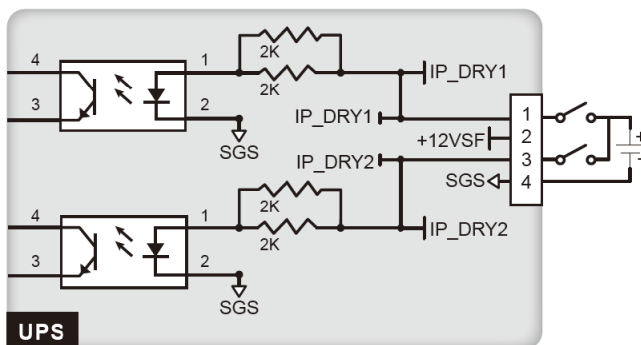 2K
4 1
2K IP_DRY1
3 2
IP_DRY1 1
+12VSF 2
SGS
IP_DRY2 3
SGS 4
+
-
2K
4 1
2K IP_DRY2
3 2
SGS
UPS